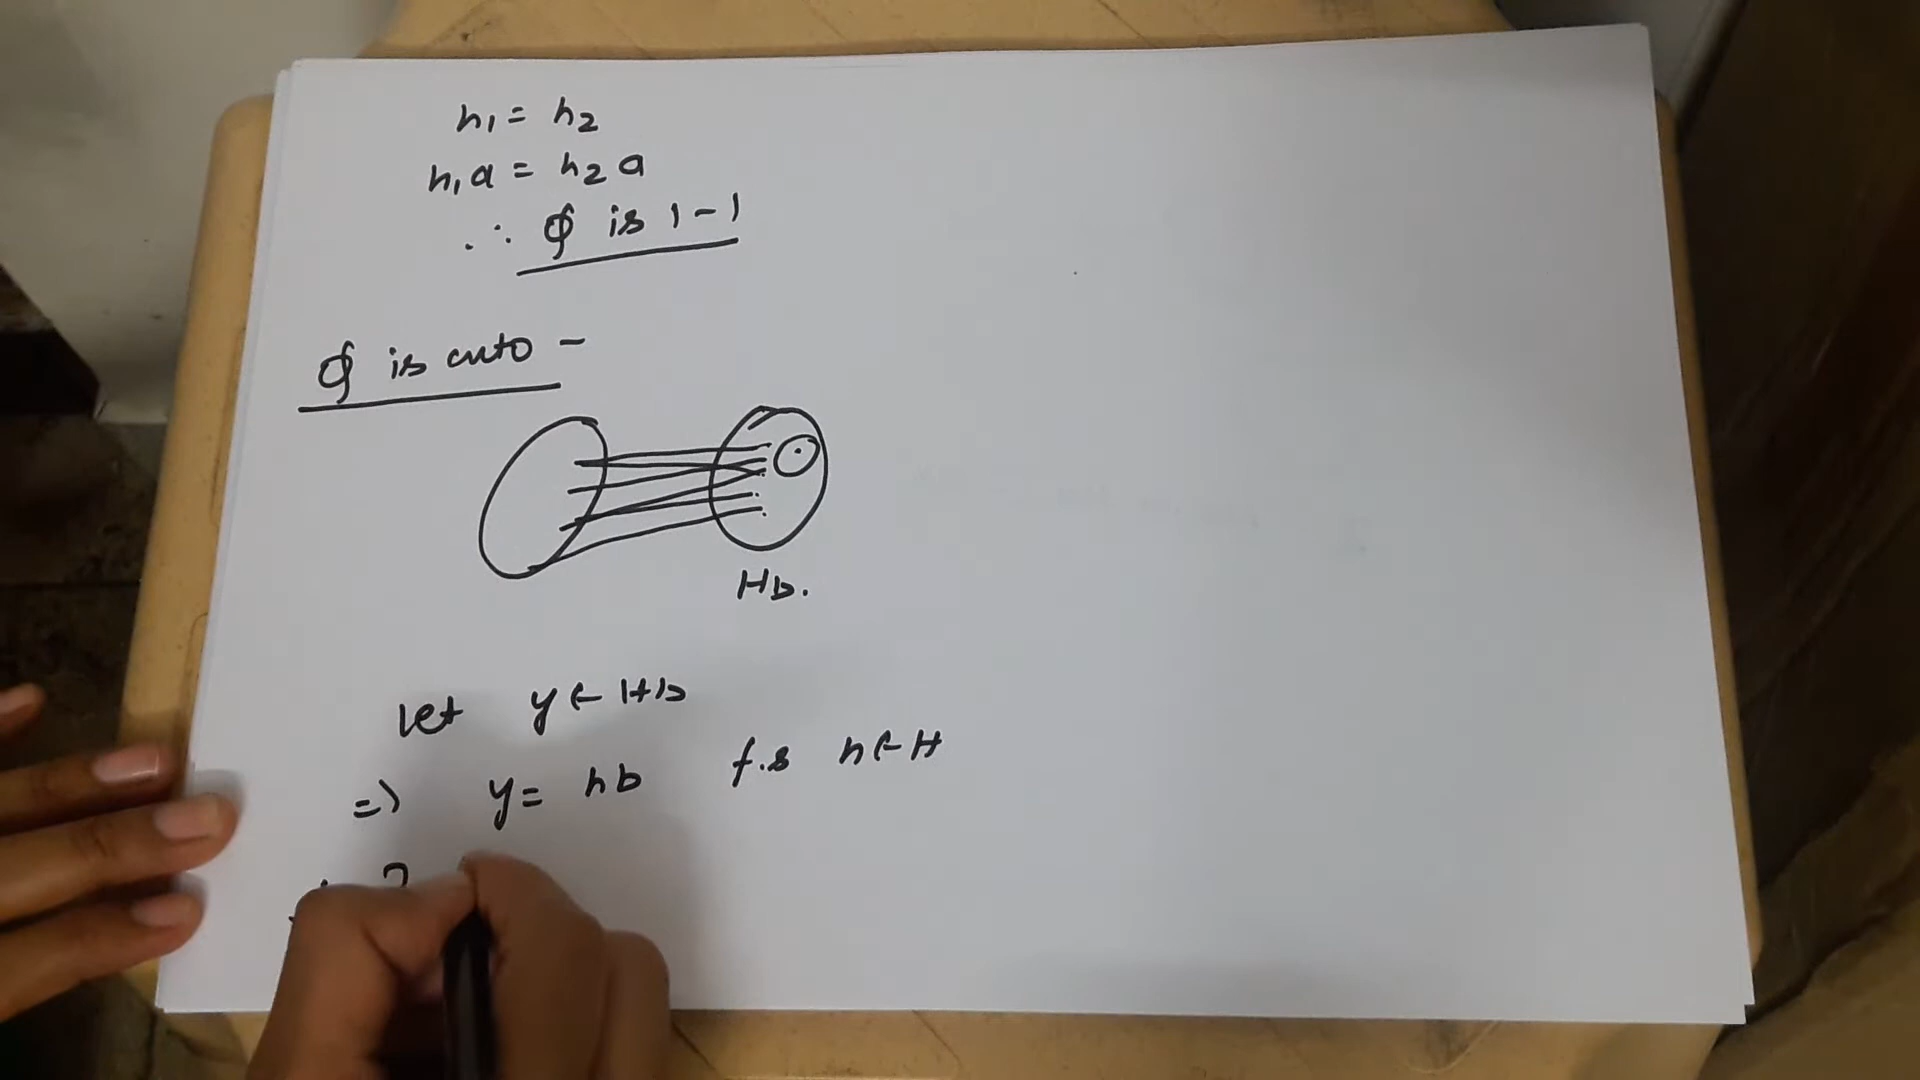 h₁ = h₂
h₁a = h₂a
∴ φ is 1-1
φ is onto -
Hb.
let y ∈ Hb
=> y = hb f.s h ∈ H